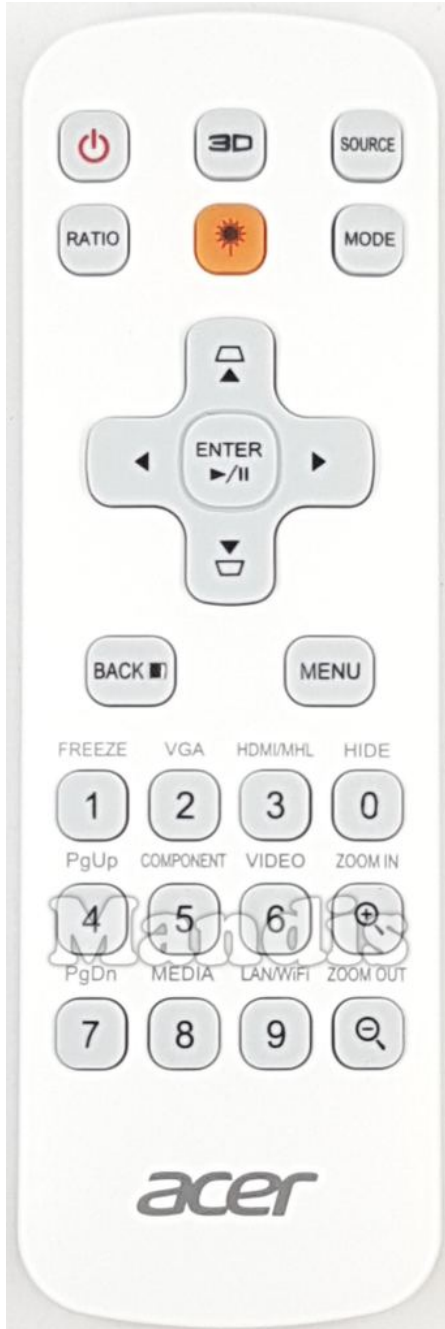 3D SOURCE
RATIO MODE
ENTER
BACK MENU
FREEZE VGA HDMI/MHL HIDE
1 2 3 0
PgUp COMPONENT VIDEO ZOOM IN
4 5 6
Mandis
PgDn MEDIA LAN/WiFi ZOOM OUT
7 8 9
acer